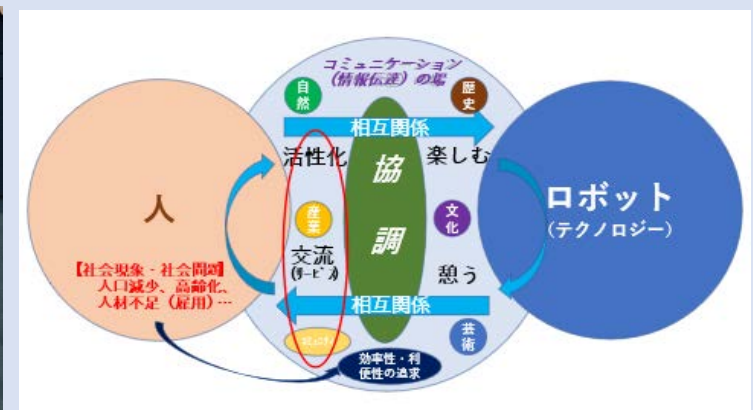 コミュニケーション
（情報伝達）の場
自然
歴史
相互関係
活性化
協調
楽しむ
人
産業
文化
ロボット
（テクノロジー）
交流
(ｻｰﾋﾞｽ)
憩う
【社会現象・社会問題】
人口減少、高齢化、
人材不足（雇用）…
相互関係
芸術
効率性・利
便性の追求